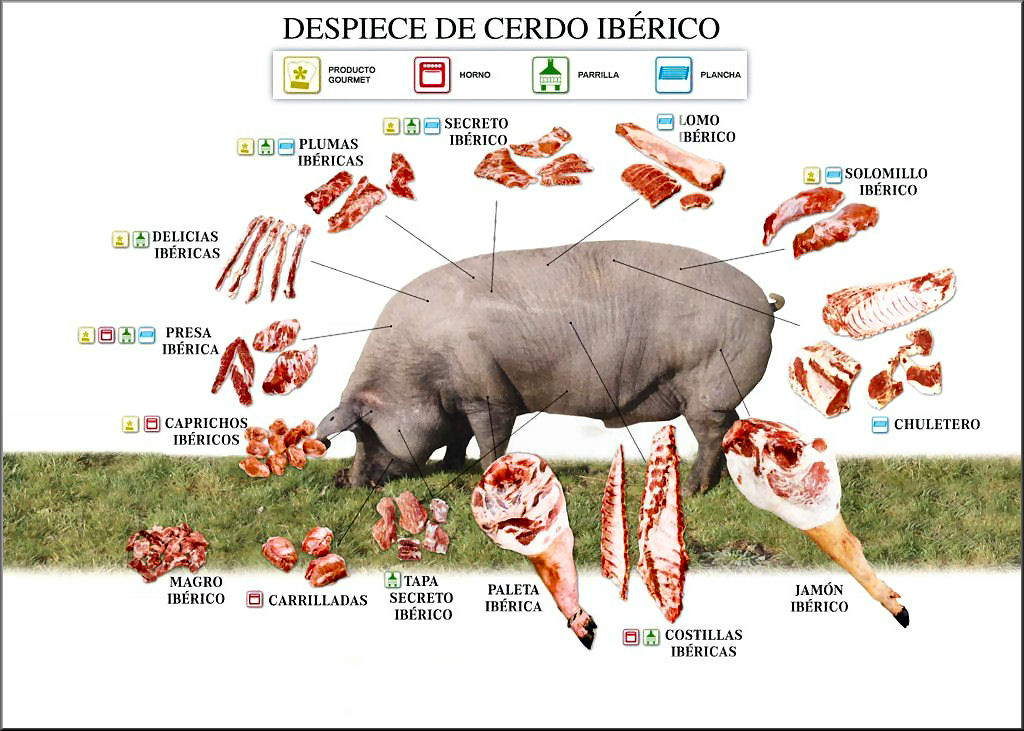 DESPIECE DE CERDO IBÉRICO
PRODUCTO
GOURMET
HORNO
PARRILLA
PLANCHA
SECRETO
IBÉRICO
LOMO
IBÉRICO
PLUMAS
IBÉRICAS
SOLOMILLO
IBÉRICO
DELICIAS
IBÉRICAS
PRESA
IBÉRICA
CAPRICHOS
IBÉRICOS
CHULETERO
MAGRO
IBÉRICO
CARRILLADAS
TAPA
SECRETO
IBÉRICO
PALETA
IBÉRICA
JAMÓN
IBÉRICO
COSTILLAS
IBÉRICAS